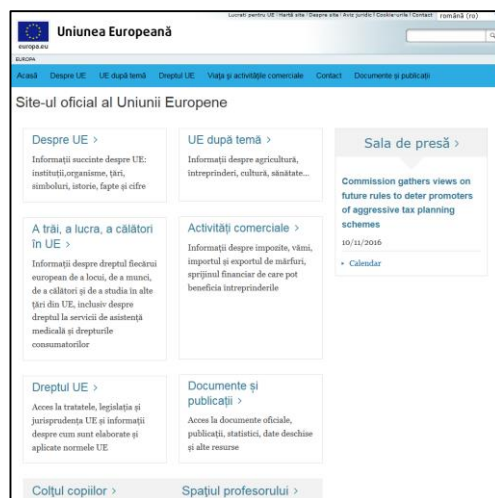 Lucrați pentru UE | Hartă site | Despre site | Aviz juridic | Cookie-urile | Contact română (ro)
Uniunea Europeană
europa.eu
EUROPA
Acasă Despre UE UE după temă Dreptul UE Viața și activitățile comerciale Contact Documente și publicații
Site-ul oficial al Uniunii Europene
Despre UE >
Informații succinte despre UE:
instituții,organisme, țări,
simboluri, istorie, fapte și cifre
UE după temă >
Informații despre agricultură,
întreprinderi, cultură, sănătate...
Sala de presă >
Commission gathers views on
future rules to deter promoters
of aggressive tax planning
schemes
10/11/2016
Calendar
A trăi, a lucra, a călători
în UE >
Informații despre dreptul fiecărui
european de a locui, de a munci,
de a călători și de a studia în alte
țări din UE, inclusiv despre
dreptul la servicii de asistență
medicală și drepturile
consumatorilor
Activități comerciale >
Informații despre impozite, vămi,
importul și exportul de mărfuri,
sprijinul financiar de care pot
beneficia întreprinderile
Dreptul UE >
Acces la tratatele, legislația și
jurisprudența UE și informații
despre cum sunt elaborate și
aplicate normele UE
Documente și
publicații >
Acces la documente oficiale,
publicații, statistici, date deschise
și alte resurse
Colțul copiilor >
Spațiul profesorului >